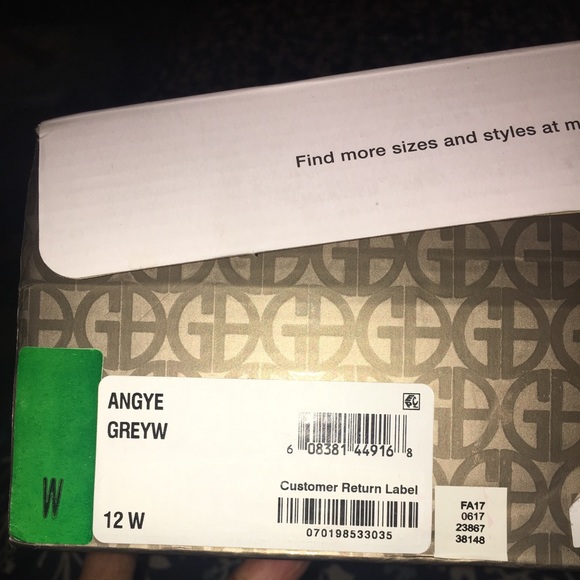 Find more sizes and styles at m
ANGYE
GREYW
6 08381 44916 8
Customer Return Label
12 W
070198533035
W
FA17
0617
23867
38148